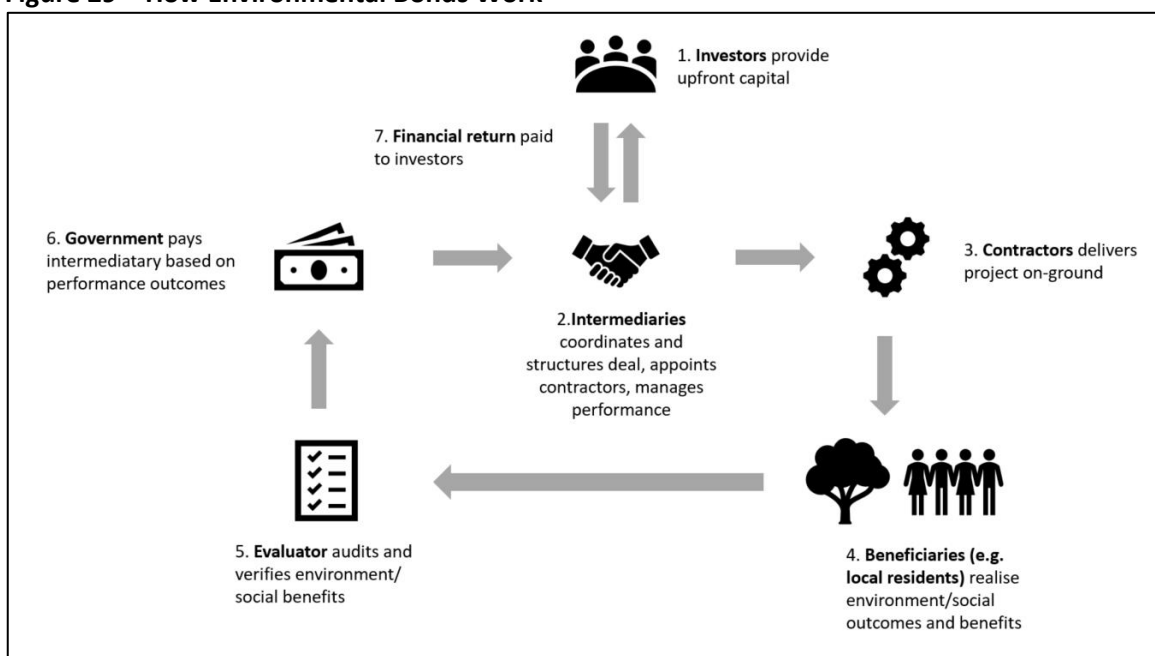 Figure – How Environmental Bonds Work
1. Investors provide
upfront capital
7. Financial return paid
to investors
6. Government pays
intermediatary based on
performance outcomes
3. Contractors delivers
project on-ground
2.Intermediaries
coordinates and
structures deal, appoints
contractors, manages
performance
5. Evaluator audits and
verifies environment/
social benefits
4. Beneficiaries (e.g.
local residents) realise
environment/social
outcomes and benefits